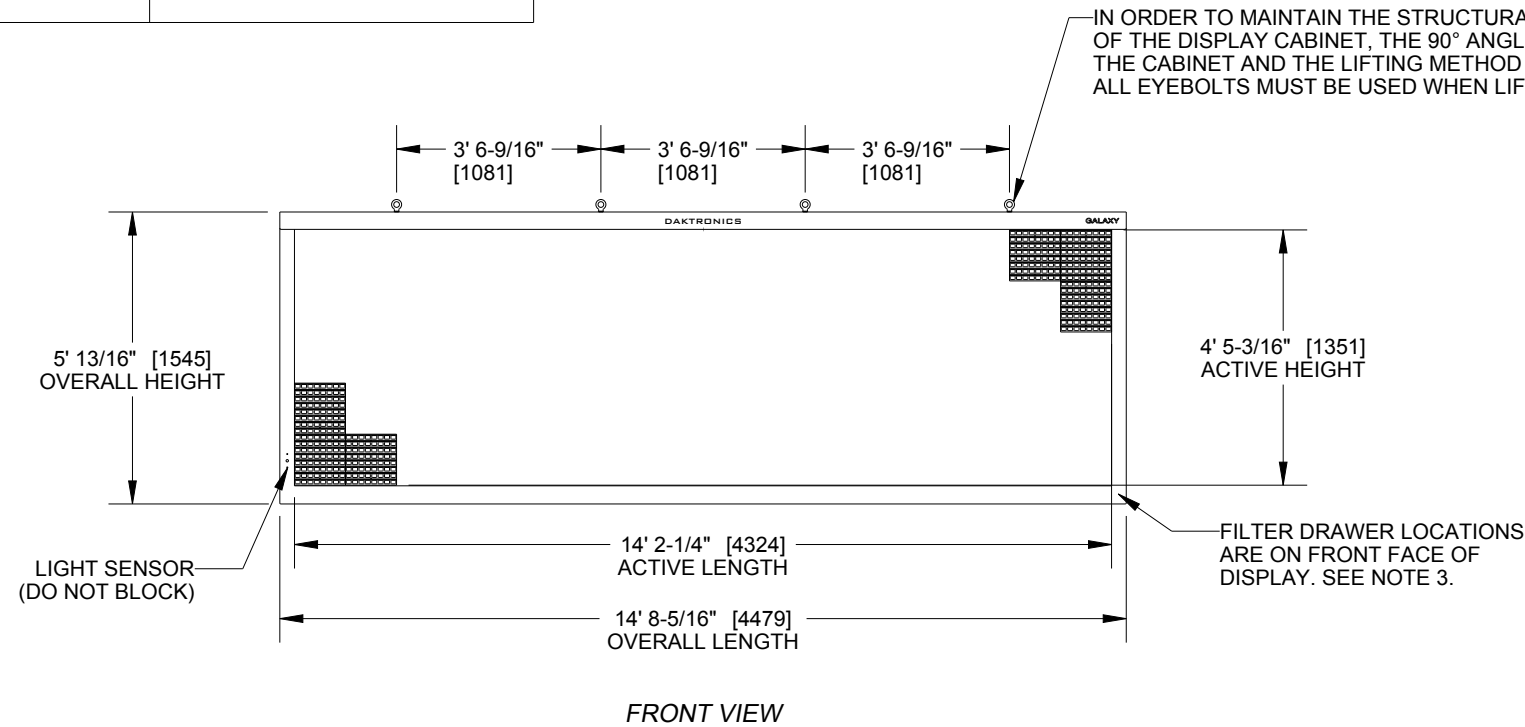 IN ORDER TO MAINTAIN THE STRUCTURA
OF THE DISPLAY CABINET, THE 90° ANGL
THE CABINET AND THE LIFTING METHOD
ALL EYEBOLTS MUST BE USED WHEN LIF
3' 6-9/16" 3' 6-9/16" 3' 6-9/16"
[1081] [1081] [1081]
DAKTRONICS GALAXY
5' 13/16" [1545]
OVERALL HEIGHT
4' 5-3/16" [1351]
ACTIVE HEIGHT
LIGHT SENSOR
(DO NOT BLOCK)
14' 2-1/4" [4324]
ACTIVE LENGTH
FILTER DRAWER LOCATIONS
ARE ON FRONT FACE OF
DISPLAY. SEE NOTE 3.
14' 8-5/16" [4479]
OVERALL LENGTH
FRONT VIEW